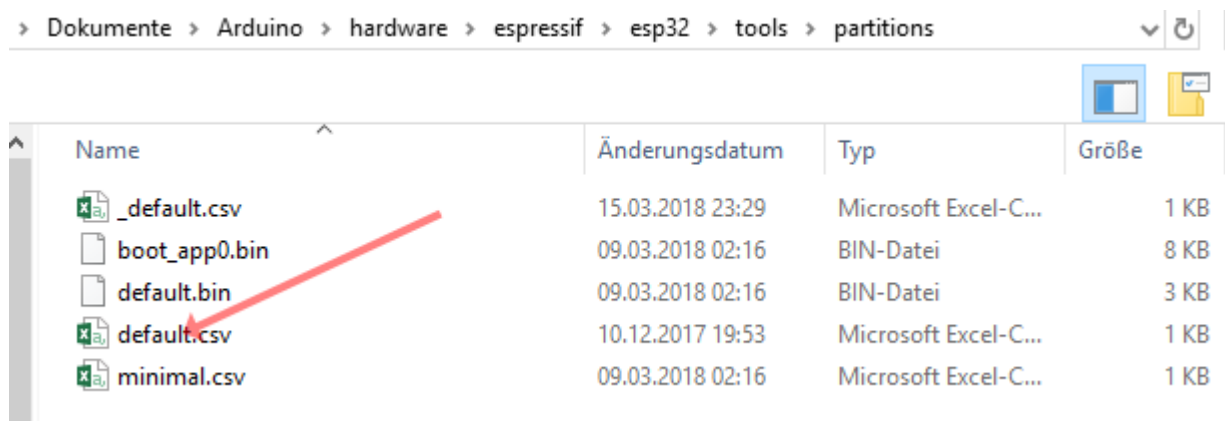 > Dokumente > Arduino > hardware > espressif > esp32 > tools > partitions
Name Änderungsdatum Typ Größe
_default.csv 15.03.2018 23:29 Microsoft Excel-C... 1 KB
boot_app0.bin 09.03.2018 02:16 BIN-Datei 8 KB
default.bin 09.03.2018 02:16 BIN-Datei 3 KB
default.csv 10.12.2017 19:53 Microsoft Excel-C... 1 KB
minimal.csv 09.03.2018 02:16 Microsoft Excel-C... 1 KB